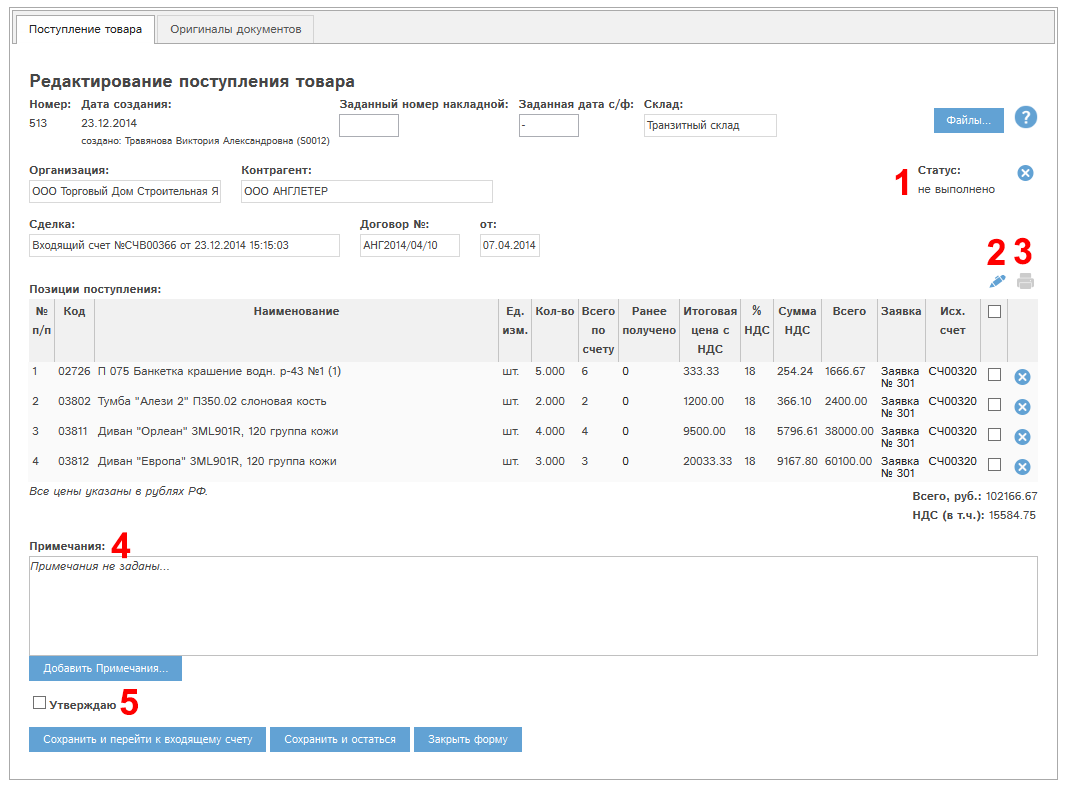 Поступление товара Оригиналы документов
Редактирование поступления товара
Номер: Дата создания: Заданный номер накладной: Заданная дата с/ф: Склад:
513 23.12.2014 - Транзитный склад Файлы... ?
создано: Травянова Виктория Александровна (S0012)
Организация: Контрагент: 1 Статус:
ООО Торговый Дом Строительная Я ООО АНГЛЕТЕР не выполнено
Сделка: Договор №: от:
Входящий счет №СЧВ00366 от 23.12.2014 15:15:03 АНГ2014/04/10 07.04.2014
2 3
Позиции поступления:
№ Код Наименование Ед. Кол-во Всего Ранее Итоговая % Сумма Всего Заявка Исх.
п/п изм. по получено цена с НДС НДС счет
счету НДС
1 02726 П 075 Банкетка крашение водн. р-43 №1 (1) шт. 5.000 6 0 333.33 18 254.24 1666.67 Заявка СЧ00320
№ 301
2 03802 Тумба "Алези 2" П350.02 слоновая кость шт. 2.000 2 0 1200.00 18 366.10 2400.00 Заявка СЧ00320
№ 301
3 03811 Диван "Орлеан" 3ML901R, 120 группа кожи шт. 4.000 4 0 9500.00 18 5796.61 38000.00 Заявка СЧ00320
№ 301
4 03812 Диван "Европа" 3ML901R, 120 группа кожи шт. 3.000 3 0 20033.33 18 9167.80 60100.00 Заявка СЧ00320
№ 301
Все цены указаны в рублях РФ.
Всего, руб.: 102166.67
НДС (в т.ч.): 15584.75
Примечания: 4
Примечания не заданы...
Добавить Примечания...
Утверждаю 5
Сохранить и перейти к входящему счету Сохранить и остаться Закрыть форму